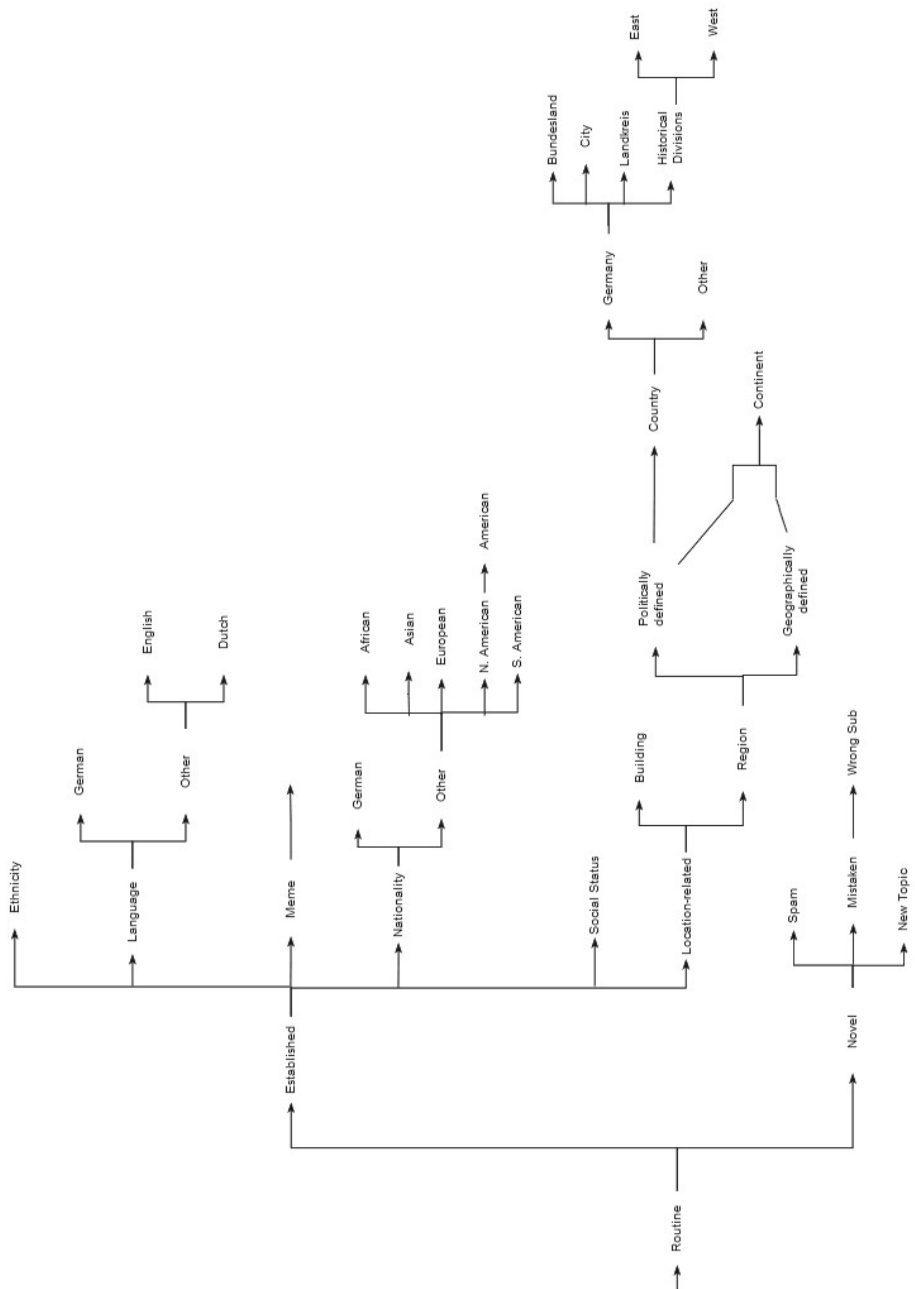 Ethnicity
German
English
Language
Other
Dutch
Meme
Established
German
African
Asian
Nationality
Other
European
N. American
American
S. American
Social Status
Building
Location-related
Region
Politically
defined
Country
Germany
Bundesland
City
Landkreis
Historical
Divisions
East
West
Other
Continent
Geographically
defined
Routine
Spam
Novel
Mistaken
Wrong Sub
New Topic